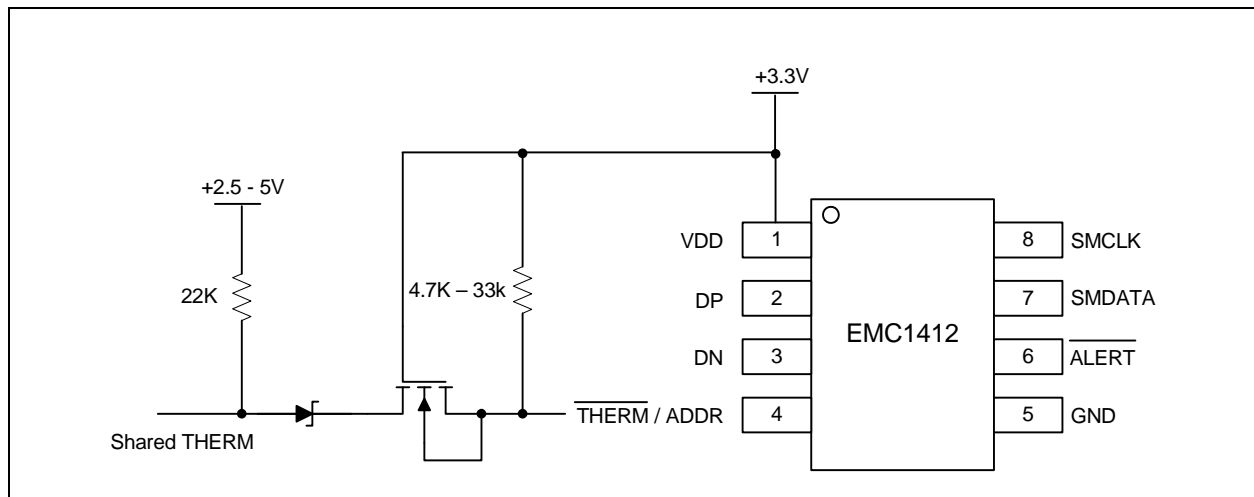 +3.3V
+2.5 - 5V
22K
4.7K – 33k
Shared THERM
THERM / ADDR
VDD
1
DP
2
DN
3
4
EMC1412
8
SMCLK
7
SMDATA
6
ALERT
5
GND